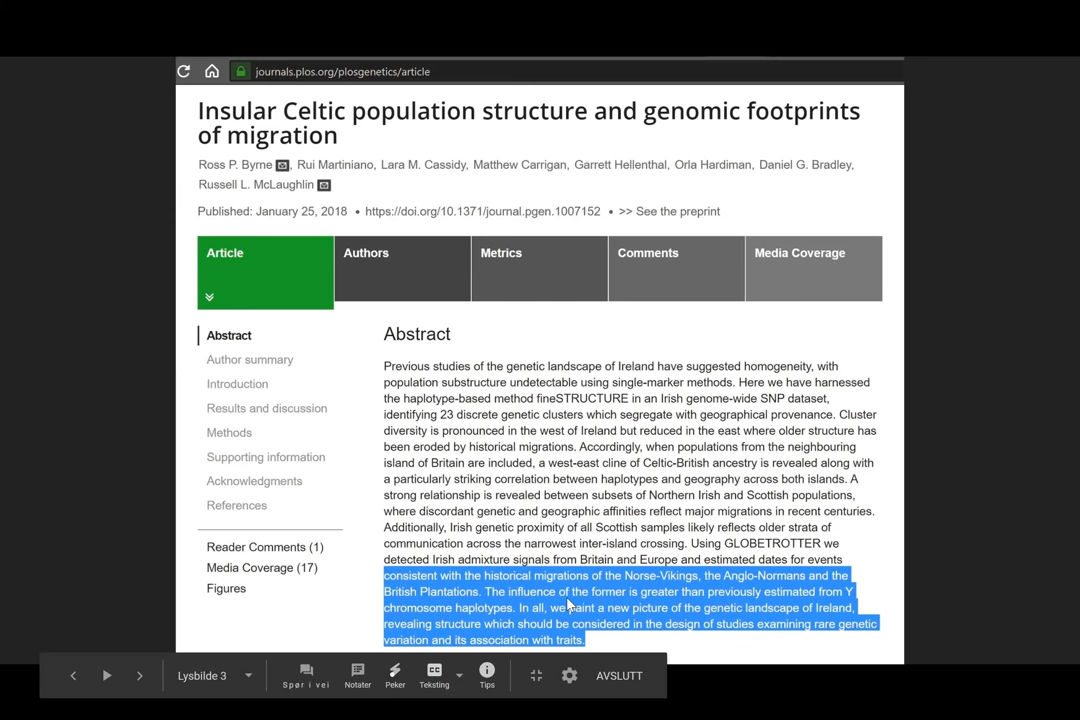 journals.plos.org/plosgenetics/article
Insular Celtic population structure and genomic footprints
of migration
Ross P. Byrne, Rui Martiniano, Lara M. Cassidy, Matthew Carrigan, Garrett Hellenthal, Orla Hardiman, Daniel G. Bradley,
Russell L. McLaughlin
Published: January 25, 2018 • https://doi.org/10.1371/journal.pgen.1007152 • >> See the preprint
Article
Authors
Metrics
Comments
Media Coverage
Abstract
Author summary
Introduction
Results and discussion
Methods
Supporting information
Acknowledgments
References
Reader Comments (1)
Media Coverage (17)
Figures
Abstract
Previous studies of the genetic landscape of Ireland have suggested homogeneity, with
population substructure undetectable using single-marker methods. Here we have harnessed
the haplotype-based method fineSTRUCTURE in an Irish genome-wide SNP dataset,
identifying 23 discrete genetic clusters which segregate with geographical provenance. Cluster
diversity is pronounced in the west of Ireland but reduced in the east where older structure has
been eroded by historical migrations. Accordingly, when populations from the neighbouring
island of Britain are included, a west-east cline of Celtic-British ancestry is revealed along with
a particularly striking correlation between haplotypes and geography across both islands. A
strong relationship is revealed between subsets of Northern Irish and Scottish populations,
where discordant genetic and geographic affinities reflect major migrations in recent centuries.
Additionally, Irish genetic proximity of all Scottish samples likely reflects older strata of
communication across the narrowest inter-island crossing. Using GLOBETROTTER we
detected Irish admixture signals from Britain and Europe and estimated dates for events
consistent with the historical migrations of the Norse-Vikings, the Anglo-Normans and the
British Plantations. The influence of the former is greater than previously estimated from Y
chromosome haplotypes. In all, we paint a new picture of the genetic landscape of Ireland,
revealing structure which should be considered in the design of studies examining rare genetic
variation and its association with traits.
Lysbilde 3
Spør i vei
Notater
Peker
CC
Teksting
Tips
AVSLUTT